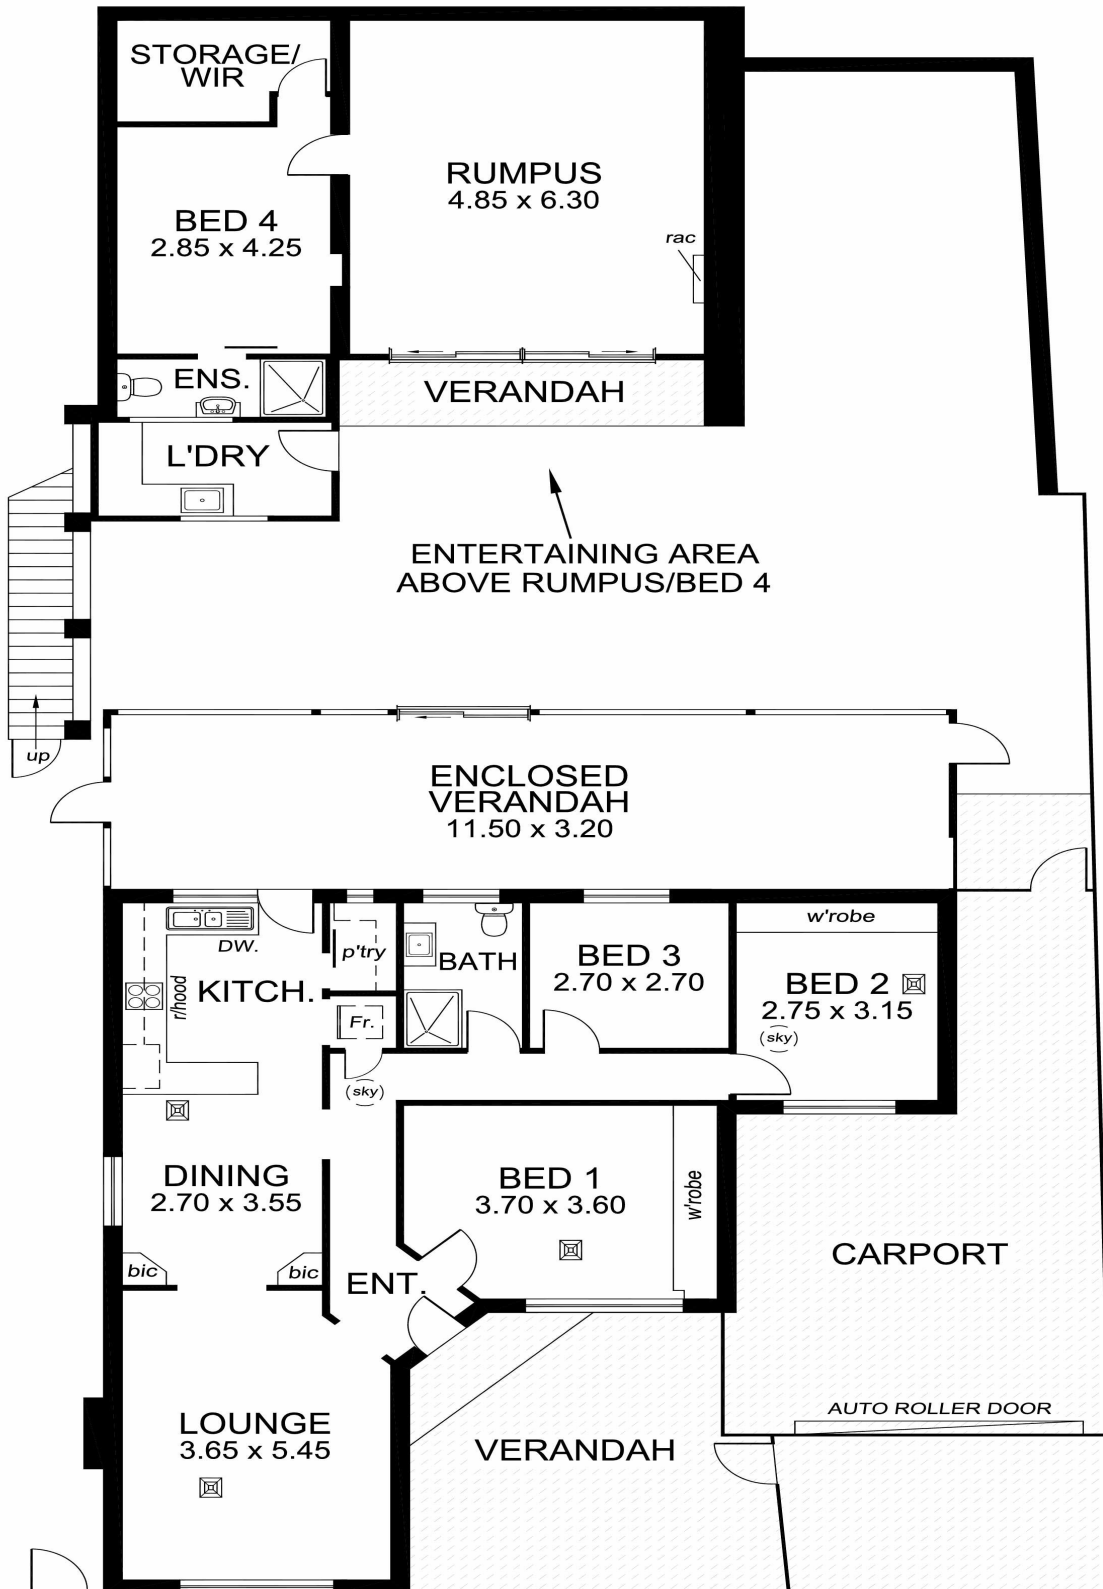 STORAGE/
WIR
RUMPUS
4.85 x 6.30
BED 4
2.85 x 4.25
rac
ENS.
VERANDAH
L'DRY
ENTERTAINING AREA
ABOVE RUMPUS/BED 4
up
ENCLOSED
VERANDAH
11.50 x 3.20
w'robe
DW.
p'try
BATH
BED 3
2.70 x 2.70
BED 2
2.75 x 3.15
r/hood
KITCH.
Fr.
(sky)
(sky)
DINING
2.70 x 3.55
BED 1
3.70 x 3.60
w'robe
CARPORT
bic
bic
ENT.
LOUNGE
3.65 x 5.45
AUTO ROLLER DOOR
VERANDAH